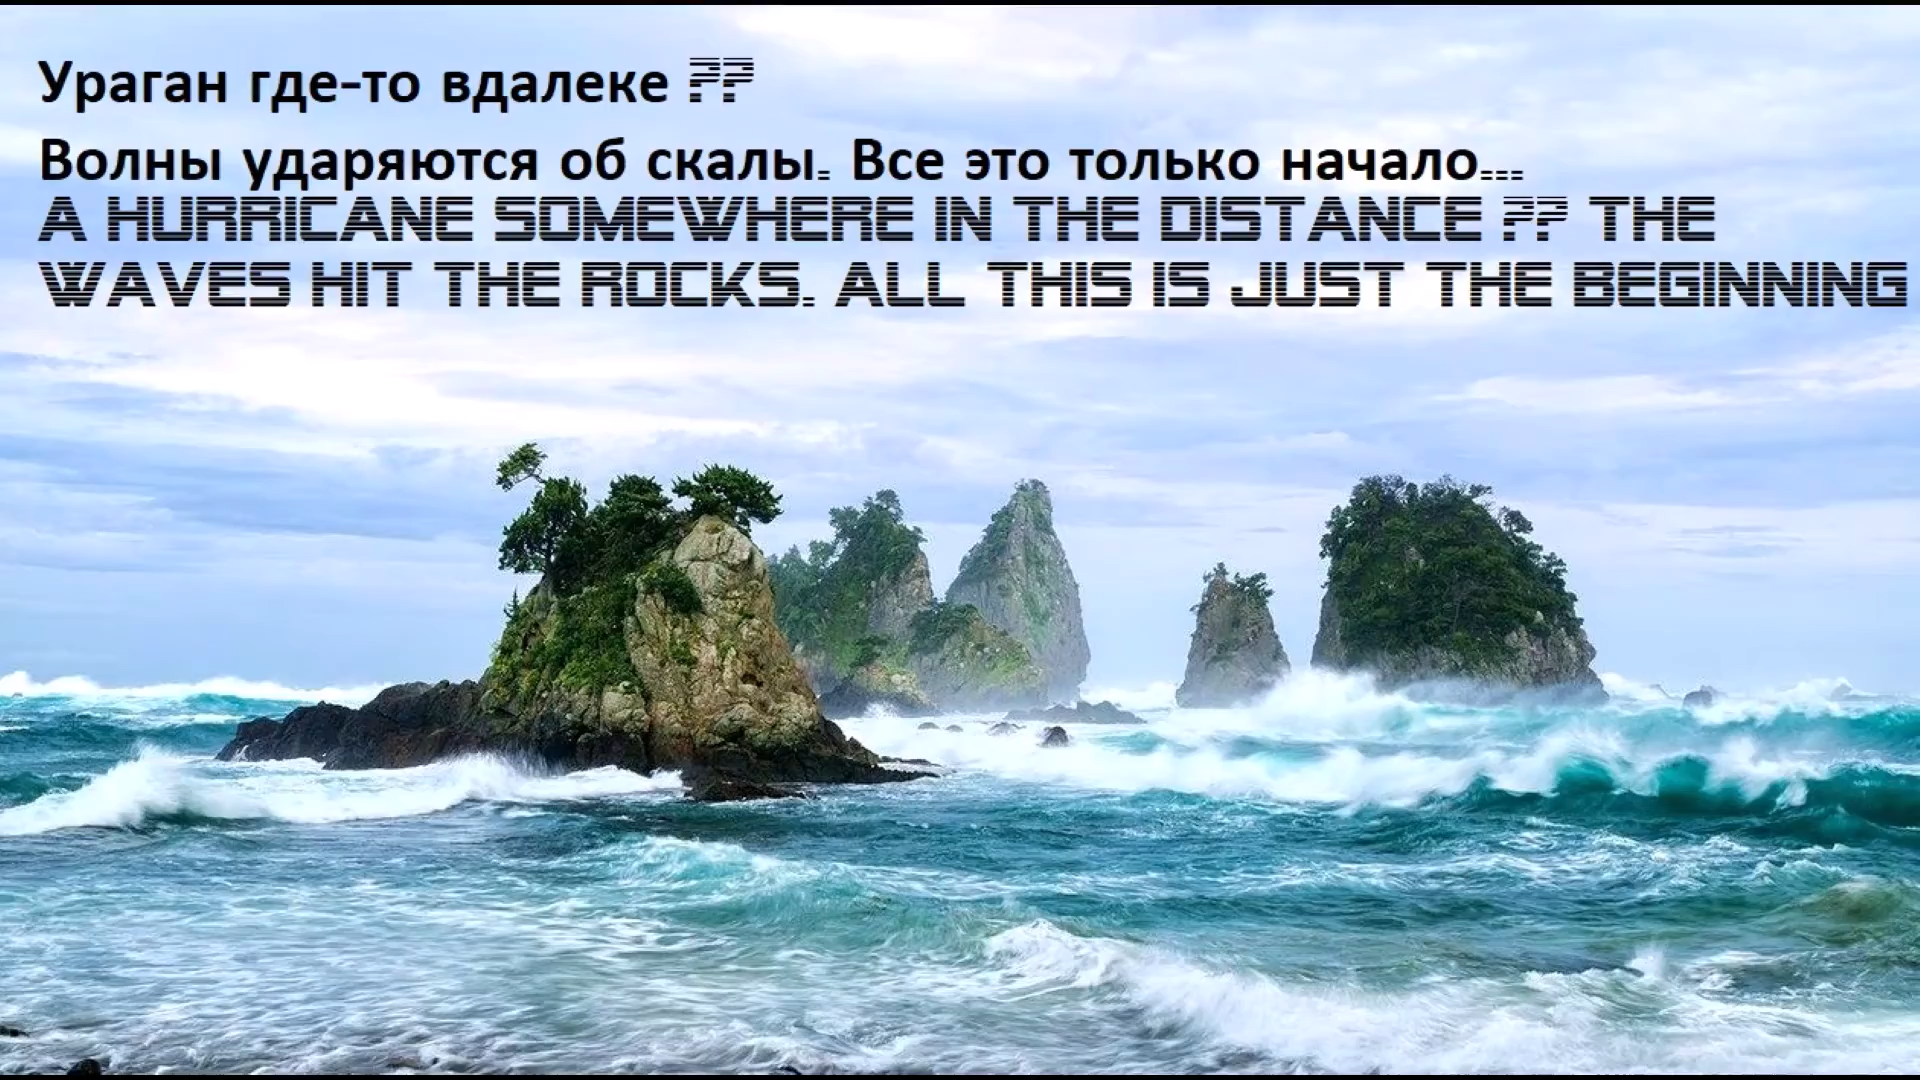 Ураган где-то вдалеке ??
Волны ударяются об скалы. Все это только начало...
A HURRICANE SOMEWHERE IN THE DISTANCE ?? THE
WAVES HIT THE ROCKS. ALL THIS IS JUST THE BEGINNING